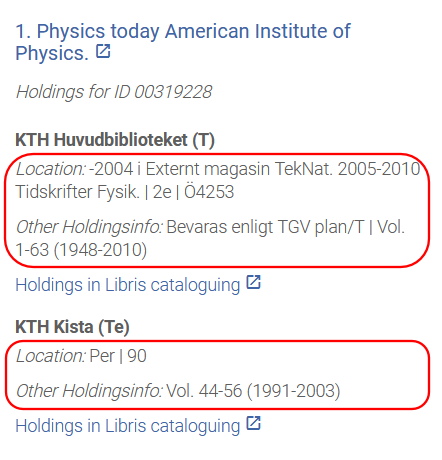 1. Physics today American Institute of
Physics.
Holdings for ID 00319228
KTH Huvudbiblioteket (T)
Location: -2004 i Externt magasin TekNat. 2005-2010
Tidskrifter Fysik. | 2e | Ö4253
Other Holdingsinfo: Bevaras enligt TGV plan/T | Vol.
1-63 (1948-2010)
Holdings in Libris cataloguing
KTH Kista (Te)
Location: Per | 90
Other Holdingsinfo: Vol. 44-56 (1991-2003)
Holdings in Libris cataloguing